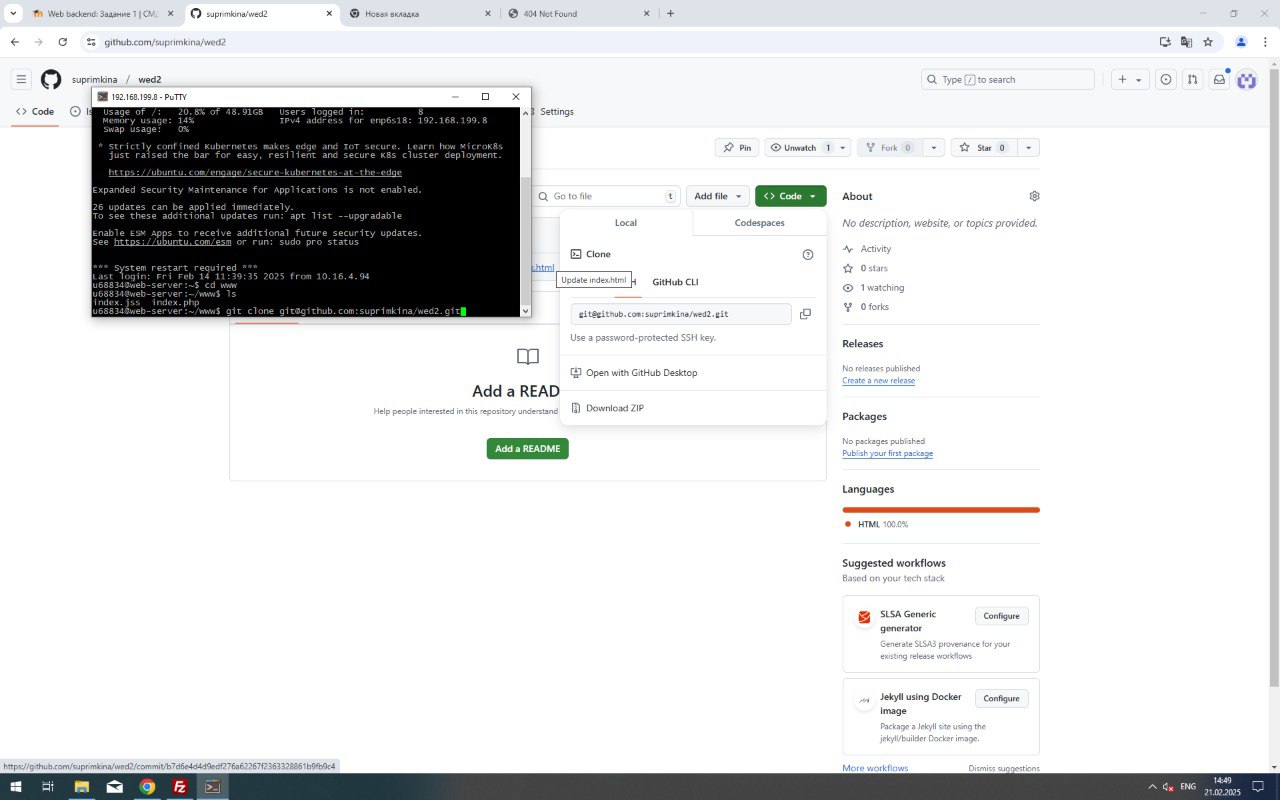 Web backend: Задание 1 | СМД
suprimkina/wed2
Новая вкладка
404 Not Found
github.com/suprimkina/wed2
suprimkina / wed2
Type / to search
Code
Settings
192.168.199.8 - PuTTY
Usage of /: 20.8% of 48.91GB Users logged in: 8
Memory usage: 14% IPv4 address for enp6s18: 192.168.199.8
Swap usage: 0%
* Strictly confined Kubernetes makes edge and IoT secure. Learn how MicroK8s
just raised the bar for easy, resilient and secure K8s cluster deployment.
https://ubuntu.com/engage/secure-kubernetes-at-the-edge
Expanded Security Maintenance for Applications is not enabled.
26 updates can be applied immediately.
To see these additional updates run: apt list --upgradable
Enable ESM Apps to receive additional future security updates.
See https://ubuntu.com/esm or run: sudo pro status
*** System restart required ***
Last login: Fri Feb 14 11:39:35 2025 from 10.16.4.94
u68834@web-server:~$ cd www
u68834@web-server:~/www$ ls
index.jss index.php
u68834@web-server:~/www$ git clone git@github.com:suprimkina/wed2.git
Pin
Unwatch 1
Fork 0
Star 0
Go to file t
Add file
Code
Local
Codespaces
Clone
.html
Update index.html
H
GitHub CLI
git@github.com:suprimkina/wed2.git
Use a password-protected SSH key.
Open with GitHub Desktop
Download ZIP
Add a READ
Help people interested in this repository understand
Add a README
About
No description, website, or topics provided.
Activity
0 stars
1 watching
0 forks
Releases
No releases published
Create a new release
Packages
No packages published
Publish your first package
Languages
HTML 100.0%
Suggested workflows
Based on your tech stack
SLSA Generic
generator
Configure
Generate SLSA3 provenance for your
existing release workflows
Jekyll using Docker
image
Configure
Package a Jekyll site using the
jekyll/builder Docker image.
More workflows
Dismiss suggestions
https://github.com/suprimkina/wed2/commit/b7d6e4d4d9edf276a62267f2363328861b9fb9c4
ENG
14:49
21.02.2025